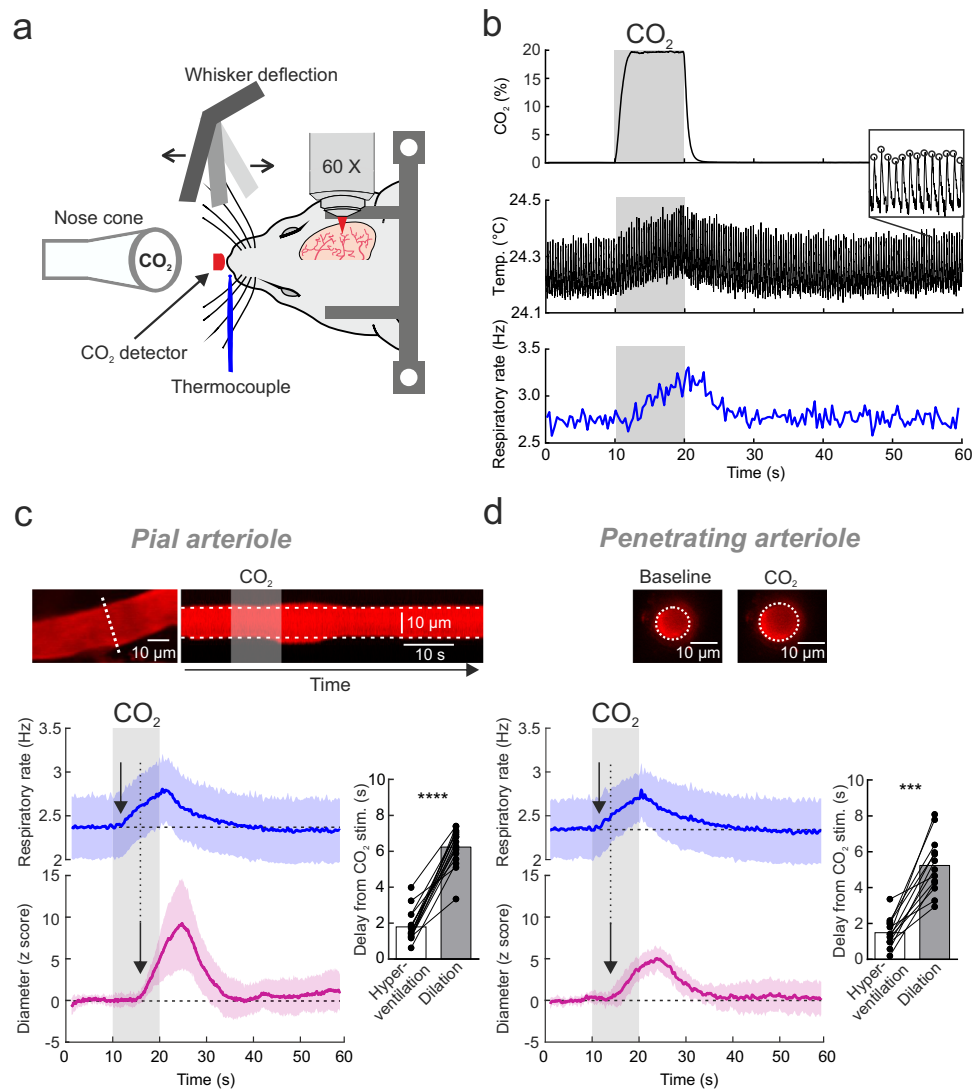 a
Whisker deflection
60 X
Nose cone
CO2
CO2 detector
Thermocouple
b
CO2
20
15
10
5
0
CO2 (%)
24.5
24.3
24.1
Temp. (°C)
3.5
3.0
2.5
Respiratory rate (Hz)
0 10 20 30 40 50 60
Time (s)
c
Pial arteriole
CO2
10 µm
10 µm
10 s
Time
CO2
3.5
3
2.5
2
Respiratory rate (Hz)
15
10
5
0
-5
Diameter (z score)
0 10 20 30 40 50 60
Time (s)
10
8
6
4
2
0
Delay from CO2 stim. (s)
****
Hyper-
ventilation
Dilation
d
Penetrating arteriole
Baseline
CO2
10 µm
10 µm
CO2
3.5
3
2.5
2
Respiratory rate (Hz)
15
10
5
0
-5
Diameter (z score)
0 10 20 30 40 50 60
Time (s)
10
8
6
4
2
0
Delay from CO2 stim. (s)
***
Hyper-
ventilation
Dilation